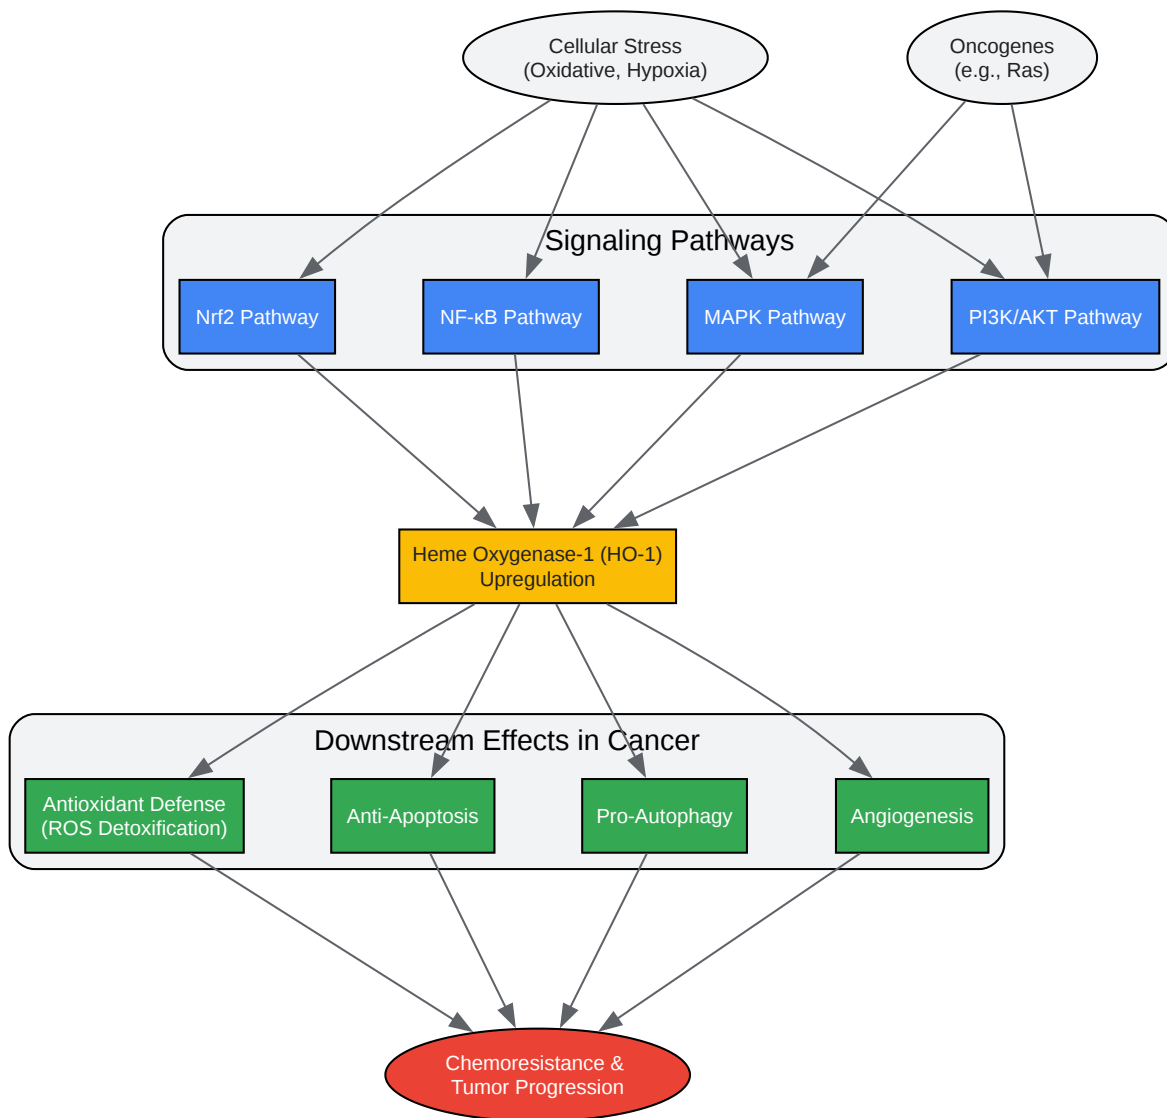 Cellular Stress
(Oxidative, Hypoxia)
Oncogenes
(e.g., Ras)
Signaling Pathways
Nrf2 Pathway
NF-κB Pathway
MAPK Pathway
PI3K/AKT Pathway
Heme Oxygenase-1 (HO-1)
Upregulation
Downstream Effects in Cancer
Antioxidant Defense
(ROS Detoxification)
Anti-Apoptosis
Pro-Autophagy
Angiogenesis
Chemoresistance &
Tumor Progression